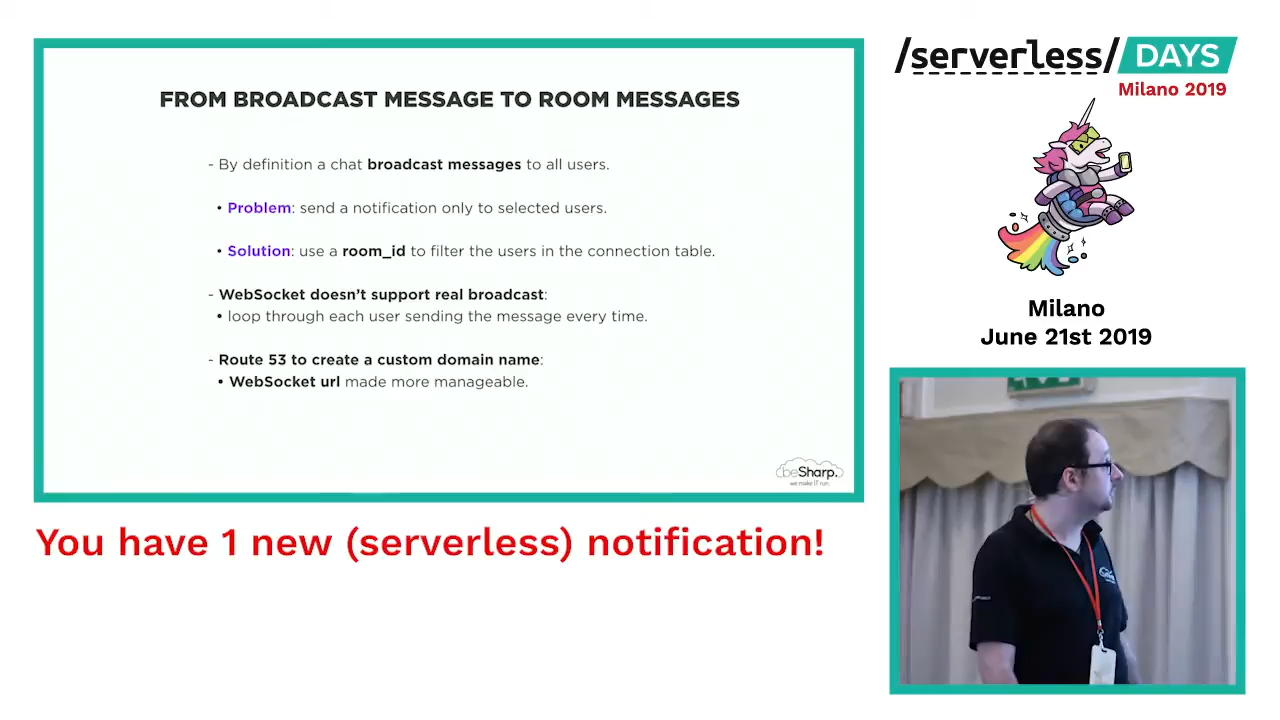 FROM BROADCAST MESSAGE TO ROOM MESSAGES
- By definition a chat broadcast messages to all users.
• Problem: send a notification only to selected users.
• Solution: use a room_id to filter the users in the connection table.
- WebSocket doesn't support real broadcast:
• loop through each user sending the message every time.
- Route 53 to create a custom domain name:
• WebSocket url made more manageable.
beSharp.
we make IT run.
You have 1 new (serverless) notification!
/serverless/ DAYS
Milano 2019
Milano
June 21st 2019